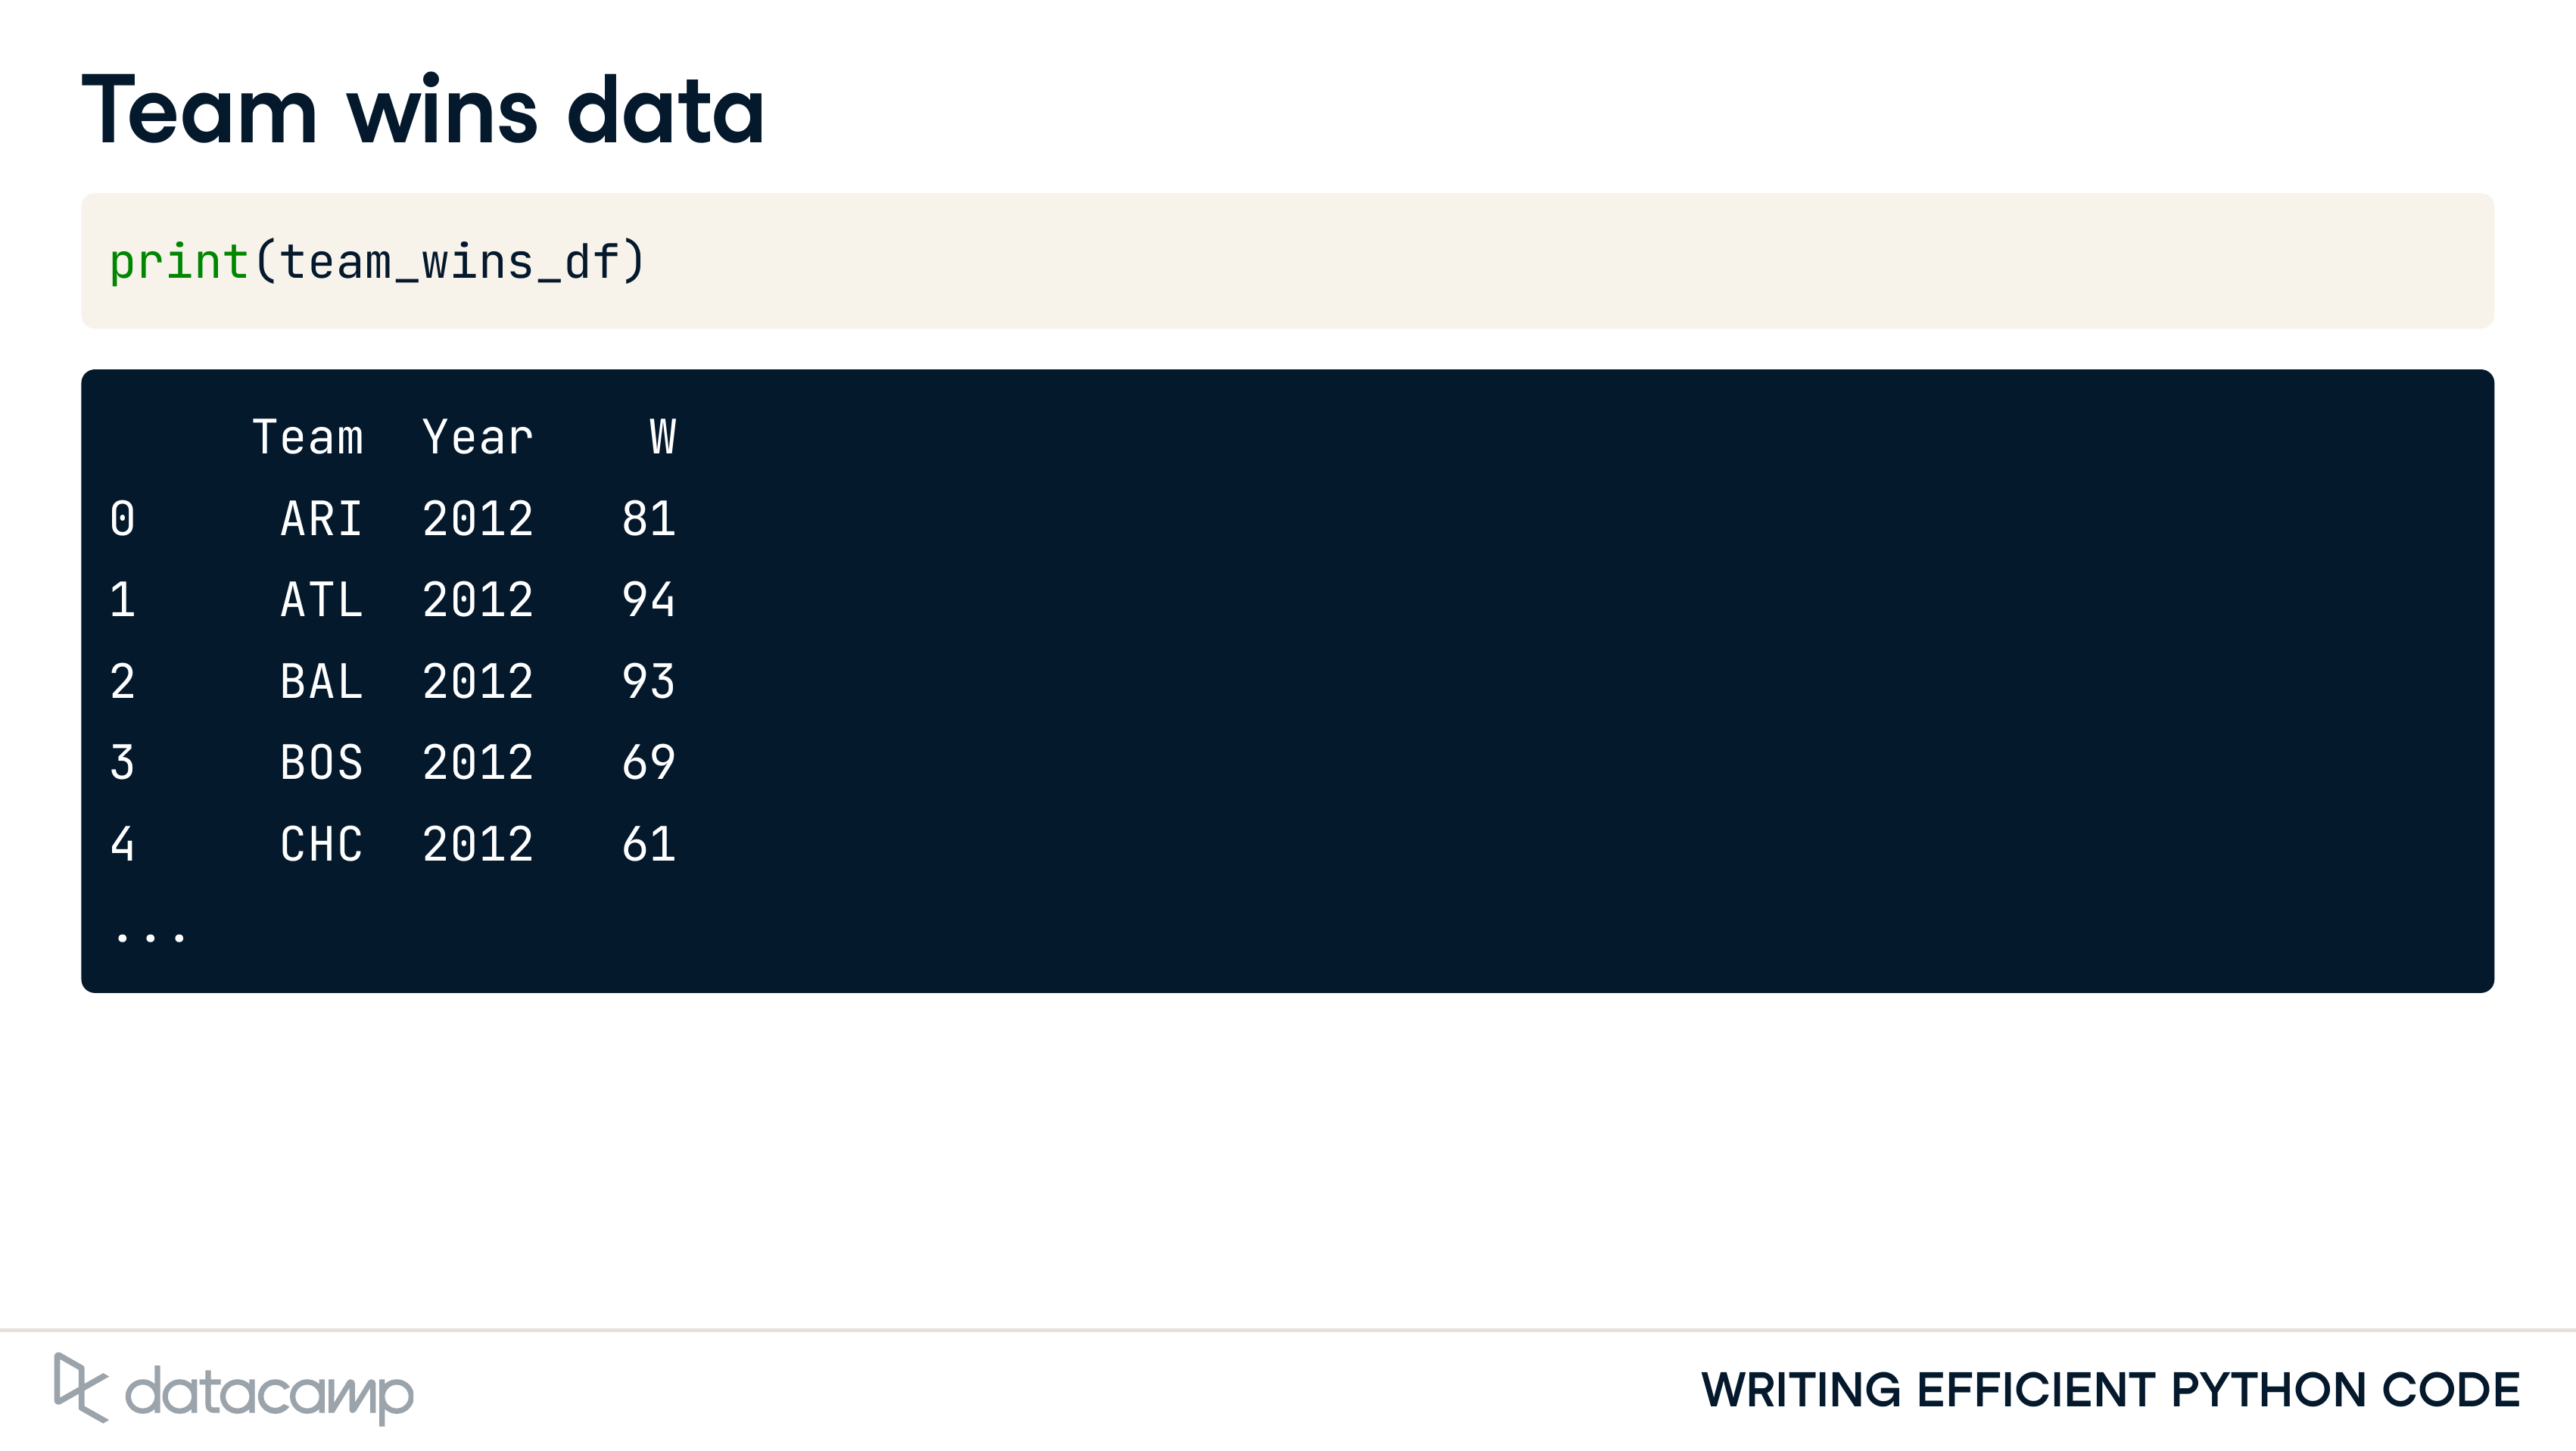 Team wins data
print(team_wins_df)
Team Year W
0 ARI 2012 81
1 ATL 2012 94
2 BAL 2012 93
3 BOS 2012 69
4 CHC 2012 61
...
datacamp
WRITING EFFICIENT PYTHON CODE